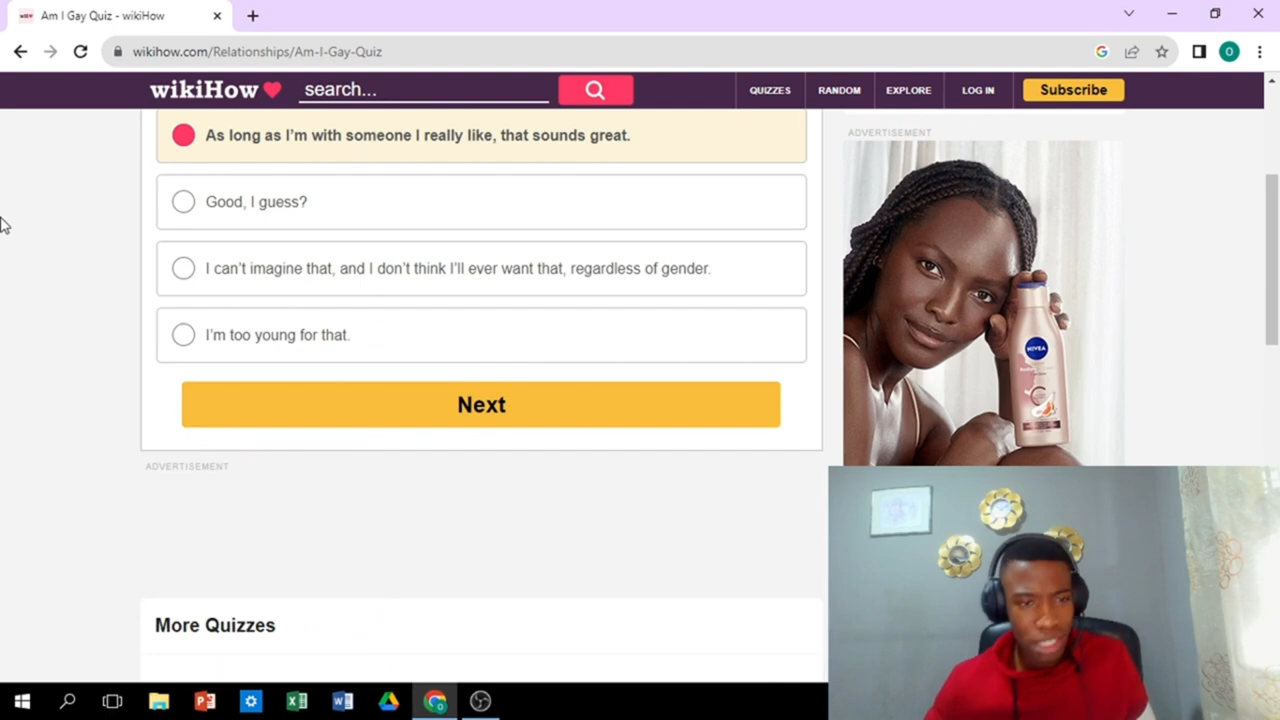 Am I Gay Quiz - wikiHow
wikihow.com/Relationships/Am-I-Gay-Quiz
wikiHow
search...
QUIZZES
RANDOM
EXPLORE
LOG IN
Subscribe
As long as I'm with someone I really like, that sounds great.
Good, I guess?
I can't imagine that, and I don't think I'll ever want that, regardless of gender.
I'm too young for that.
Next
ADVERTISEMENT
More Quizzes
ADVERTISEMENT
NIVEA